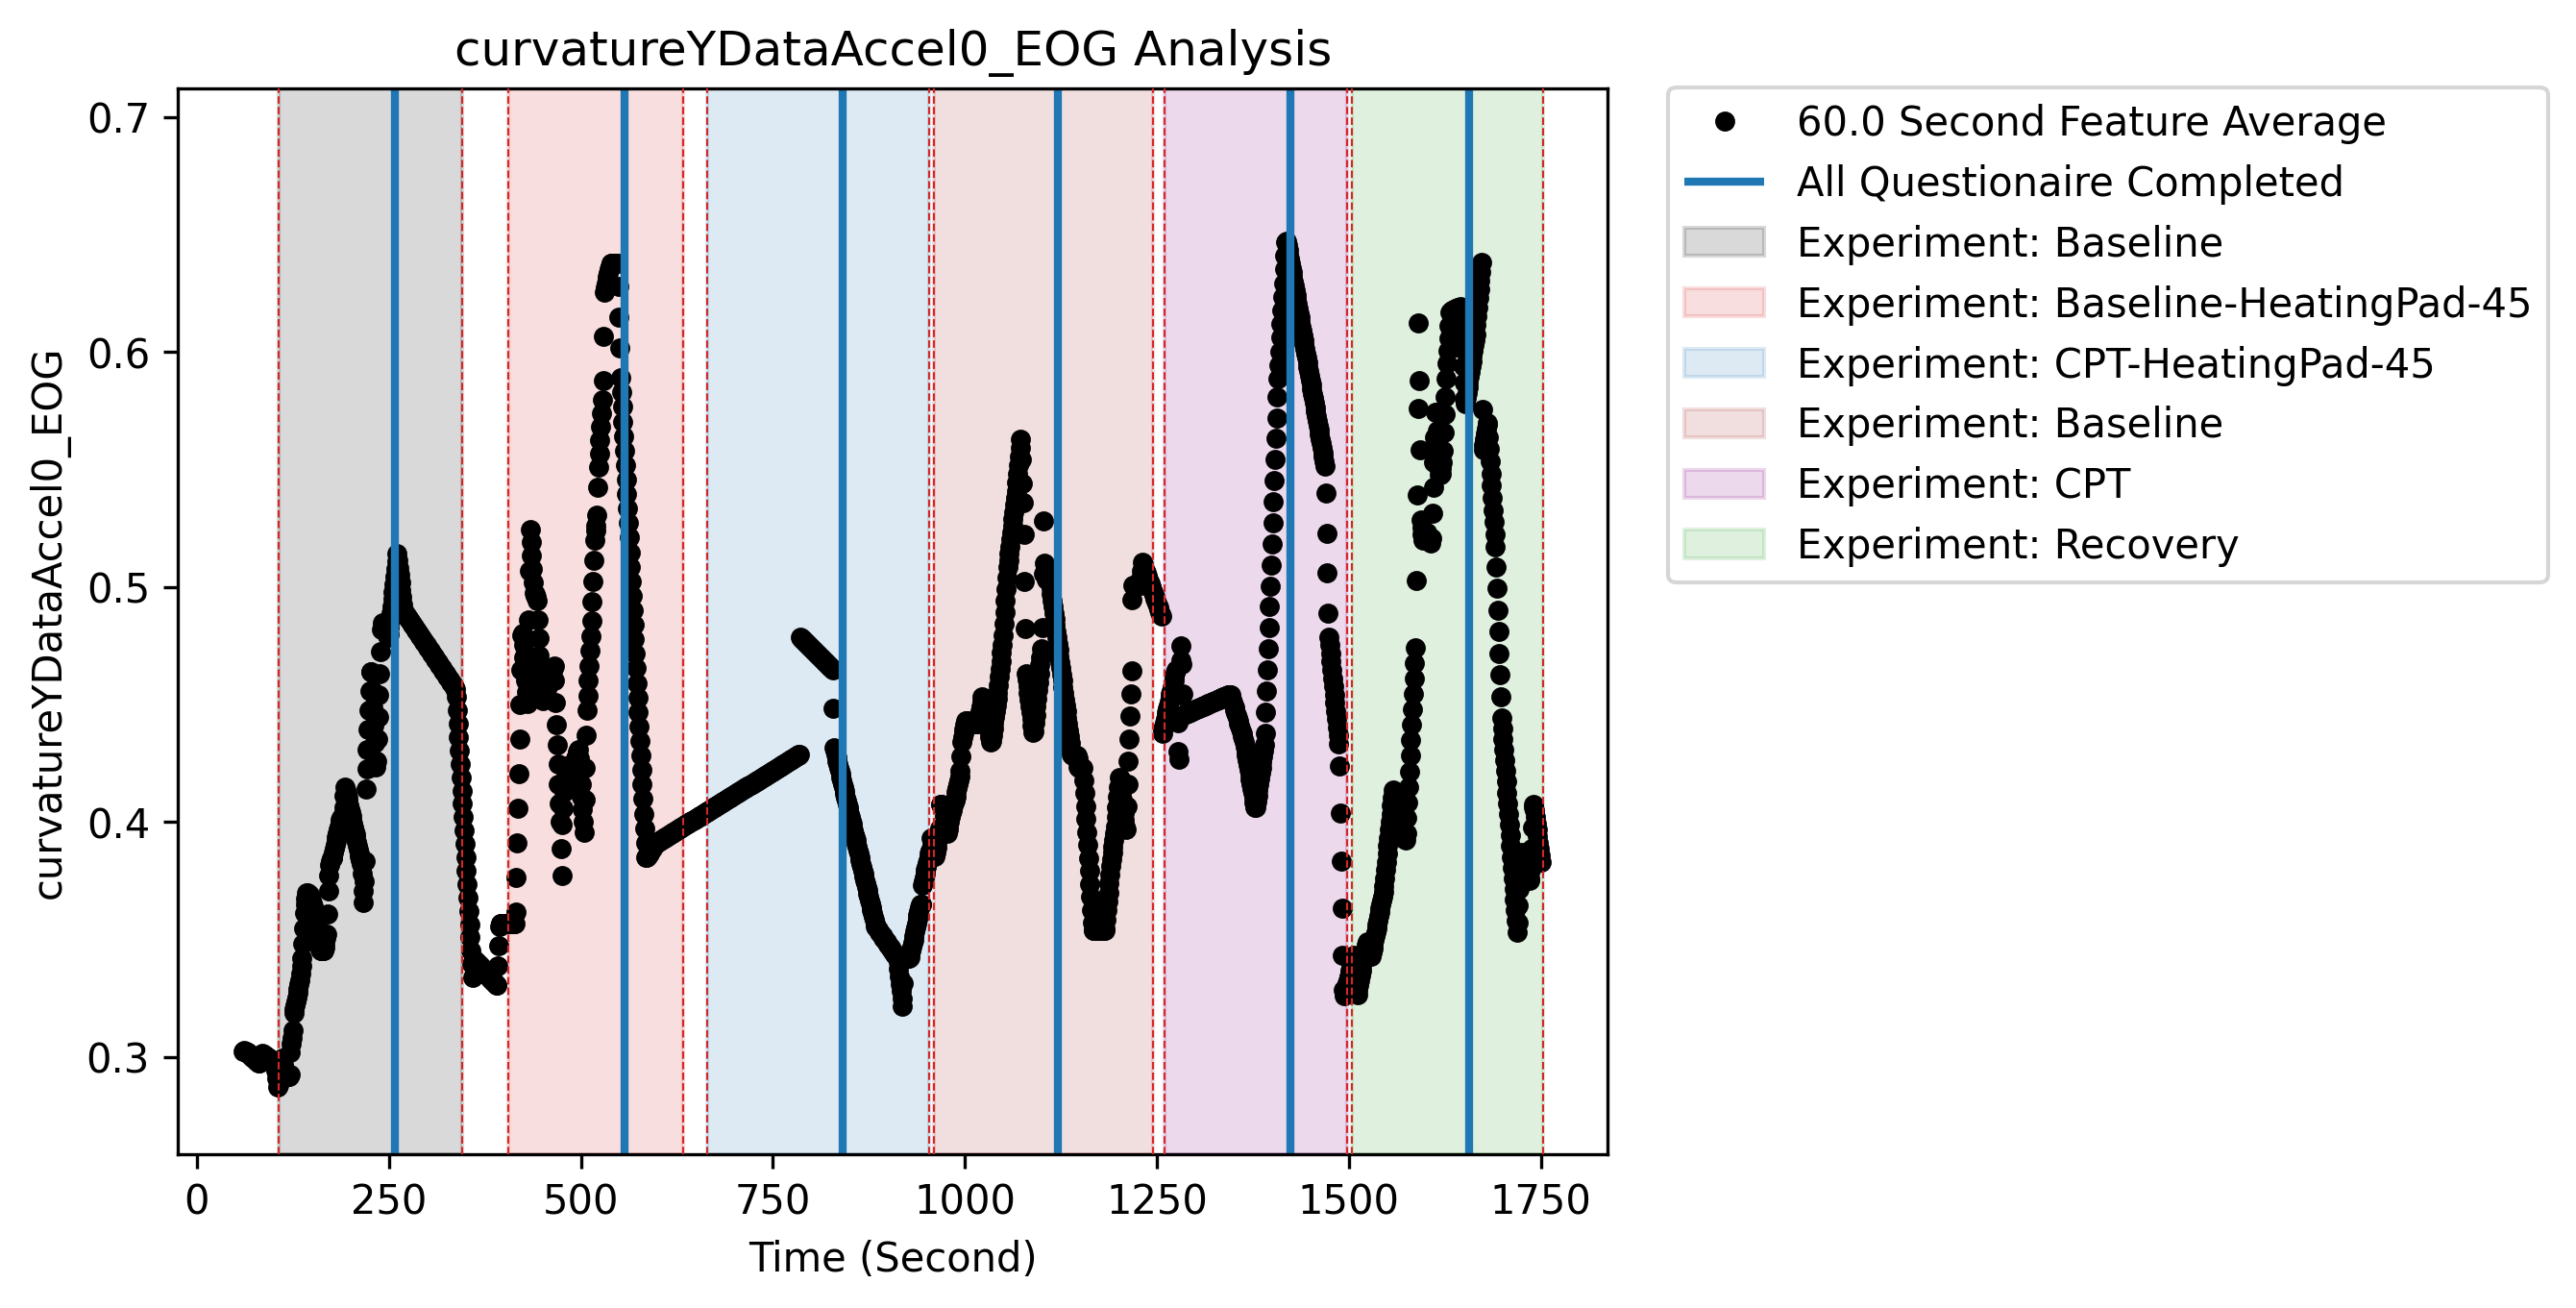 curvatureYDataAccel0_EOG Analysis
curvatureYDataAccel0_EOG
0.7
0.6
0.5
0.4
0.3
0 250 500 750 1000 1250 1500 1750
Time (Second)
60.0 Second Feature Average
All Questionaire Completed
Experiment: Baseline
Experiment: Baseline-HeatingPad-45
Experiment: CPT-HeatingPad-45
Experiment: Baseline
Experiment: CPT
Experiment: Recovery